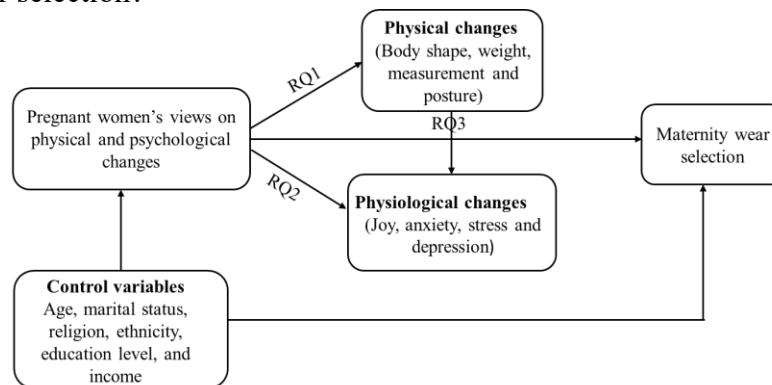 r selection.
Physical changes
(Body shape, weight,
measurement and
posture)
RQ1
Pregnant women's views on
physical and psychological
changes
RQ3
Maternity wear
selection
RQ2
Physiological changes
(Joy, anxiety, stress and
depression)
Control variables
Age, marital status,
religion, ethnicity,
education level, and
income